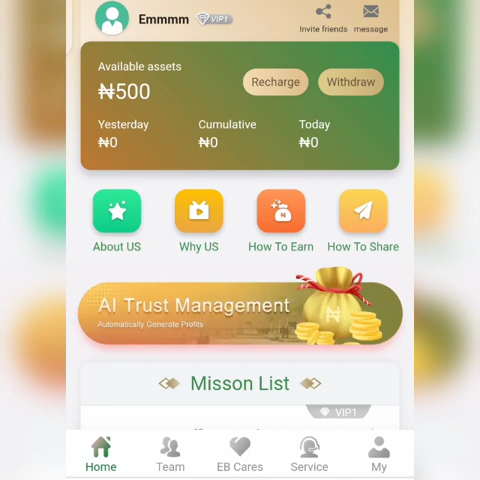 Emmmm VIP1
Invite friends message
Available assets
₦500
Recharge Withdraw
Yesterday Cumulative Today
₦0 ₦0 ₦0
About US Why US How To Earn How To Share
AI Trust Management
Automatically Generate Profits
Misson List
VIP1
Home Team EB Cares Service My